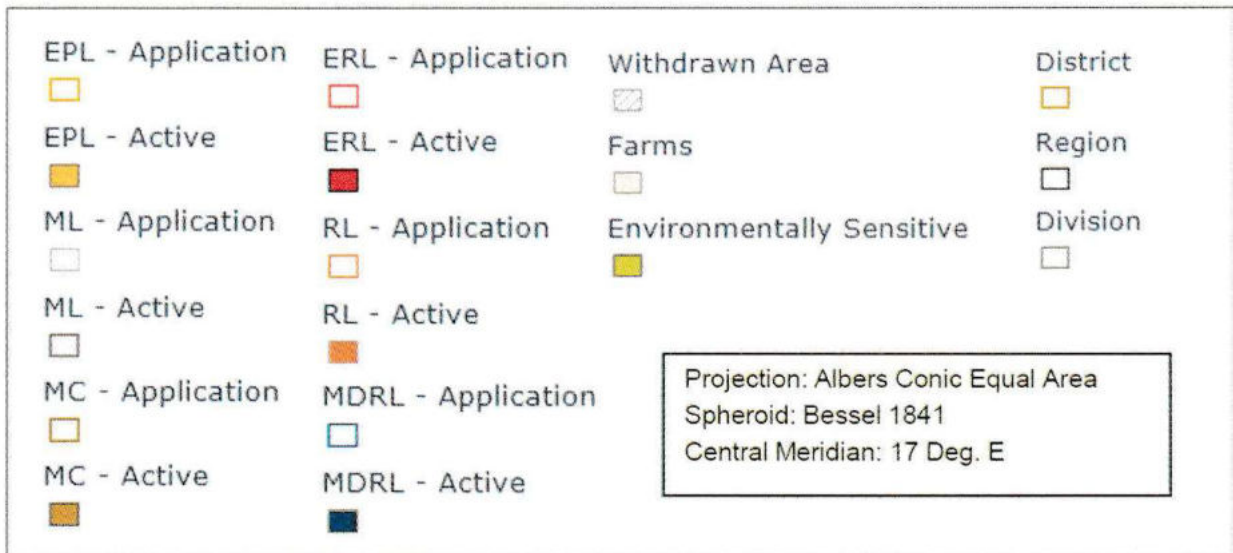 EPL - Application
EPL - Active
ML - Application
ML - Active
MC - Application
MC - Active
ERL - Application
ERL - Active
RL - Application
RL - Active
MDRL - Application
MDRL - Active
Withdrawn Area
Farms
Environmentally Sensitive
District
Region
Division
Projection: Albers Conic Equal Area
Spheroid: Bessel 1841
Central Meridian: 17 Deg. E